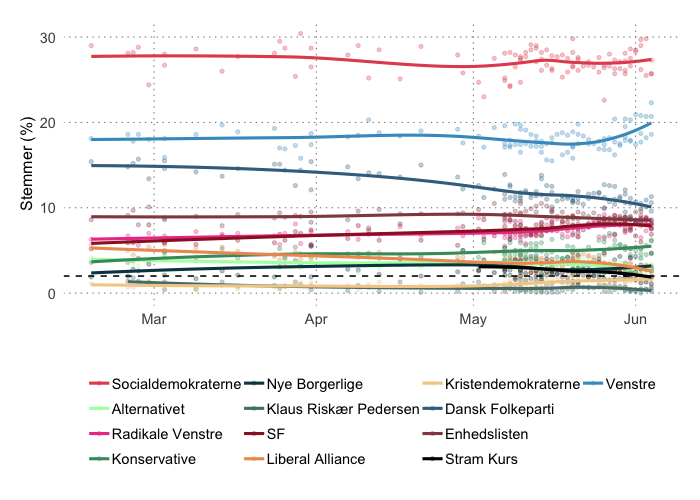 30
20
10
0
Stemmer (%)
Mar Apr May Jun
Socialdemokraterne Nye Borgerlige Kristendemokraterne Venstre
Alternativet Klaus Riskær Pedersen Dansk Folkeparti
Radikale Venstre SF Enhedslisten
Konservative Liberal Alliance Stram Kurs